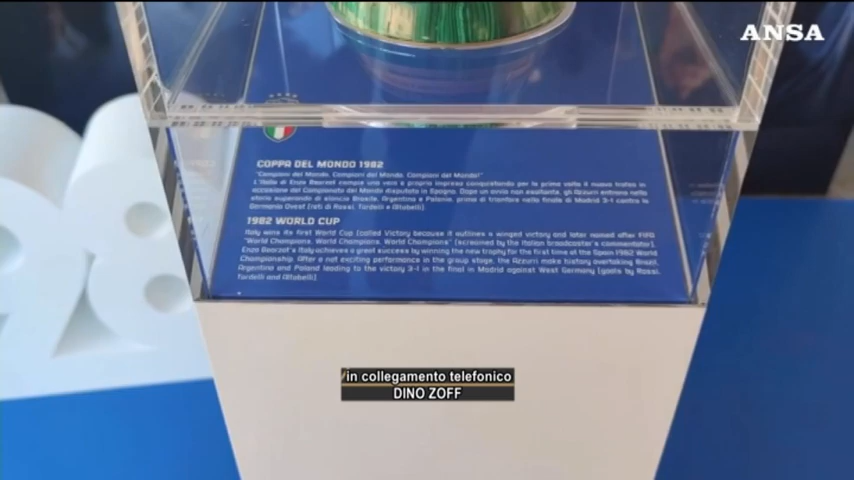 ANSA
COPPA DEL MONDO 1982
"Campioni del Mondo, Campioni del Mondo, Campioni del Mondo!"
L'Italia di Enzo Bearzot compie una vera e propria impresa conquistando per la prima volta il nuovo trofeo in
occasione del Campionato del Mondo disputato in Spagna. Dopo un avvio non esaltante, gli Azzurri entrano nella
storia superando di slancio Brasile, Argentina e Polonia, prima di trionfare nella finale di Madrid 3-1 contro la
Germania Ovest (reti di Rossi, Tardelli e Altobelli)
1982 WORLD CUP
Italy wins its first World Cup (called Victory because it outlines a winged victory and later named after FIFA
"World Champions, World Champions, World Champions" (screamed by the Italian broadcaster's commentator).
Enzo Bearzot's Italy achieves a great success by winning the new trophy for the first time at the Spain 1982 World
Championship. After a not exciting performance in the group stage, the Azzurri make history overtaking Brazil,
Argentina and Poland leading to the victory 3-1 in the final in Madrid against West Germany (goals by Rossi,
Tardelli and Altobelli)
in collegamento telefonico
DINO ZOFF